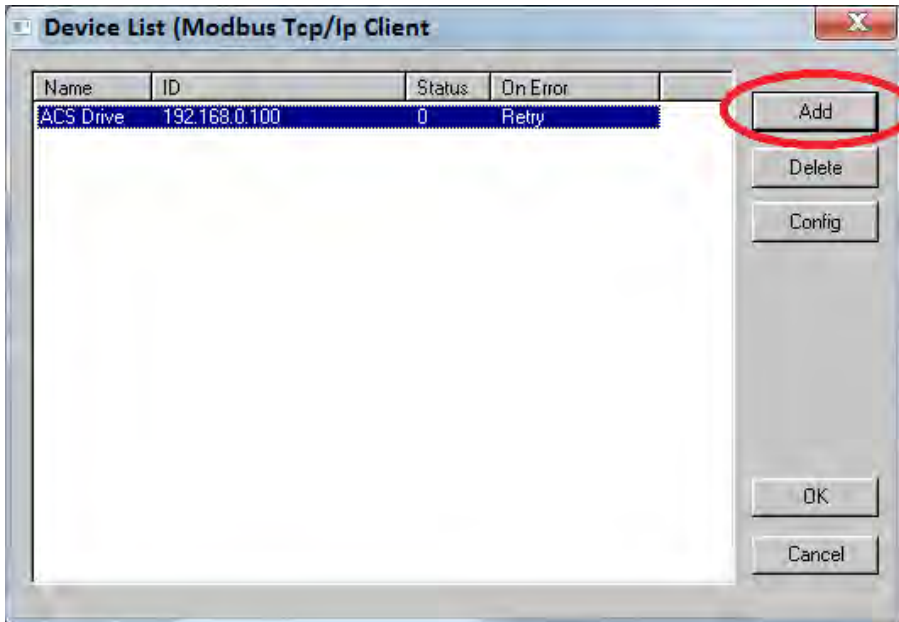 Device List (Modbus Tcp/Ip Client
Name ID Status On Error
ACS Drive 192.168.0.100 0 Retry
Add
Delete
Config
OK
Cancel